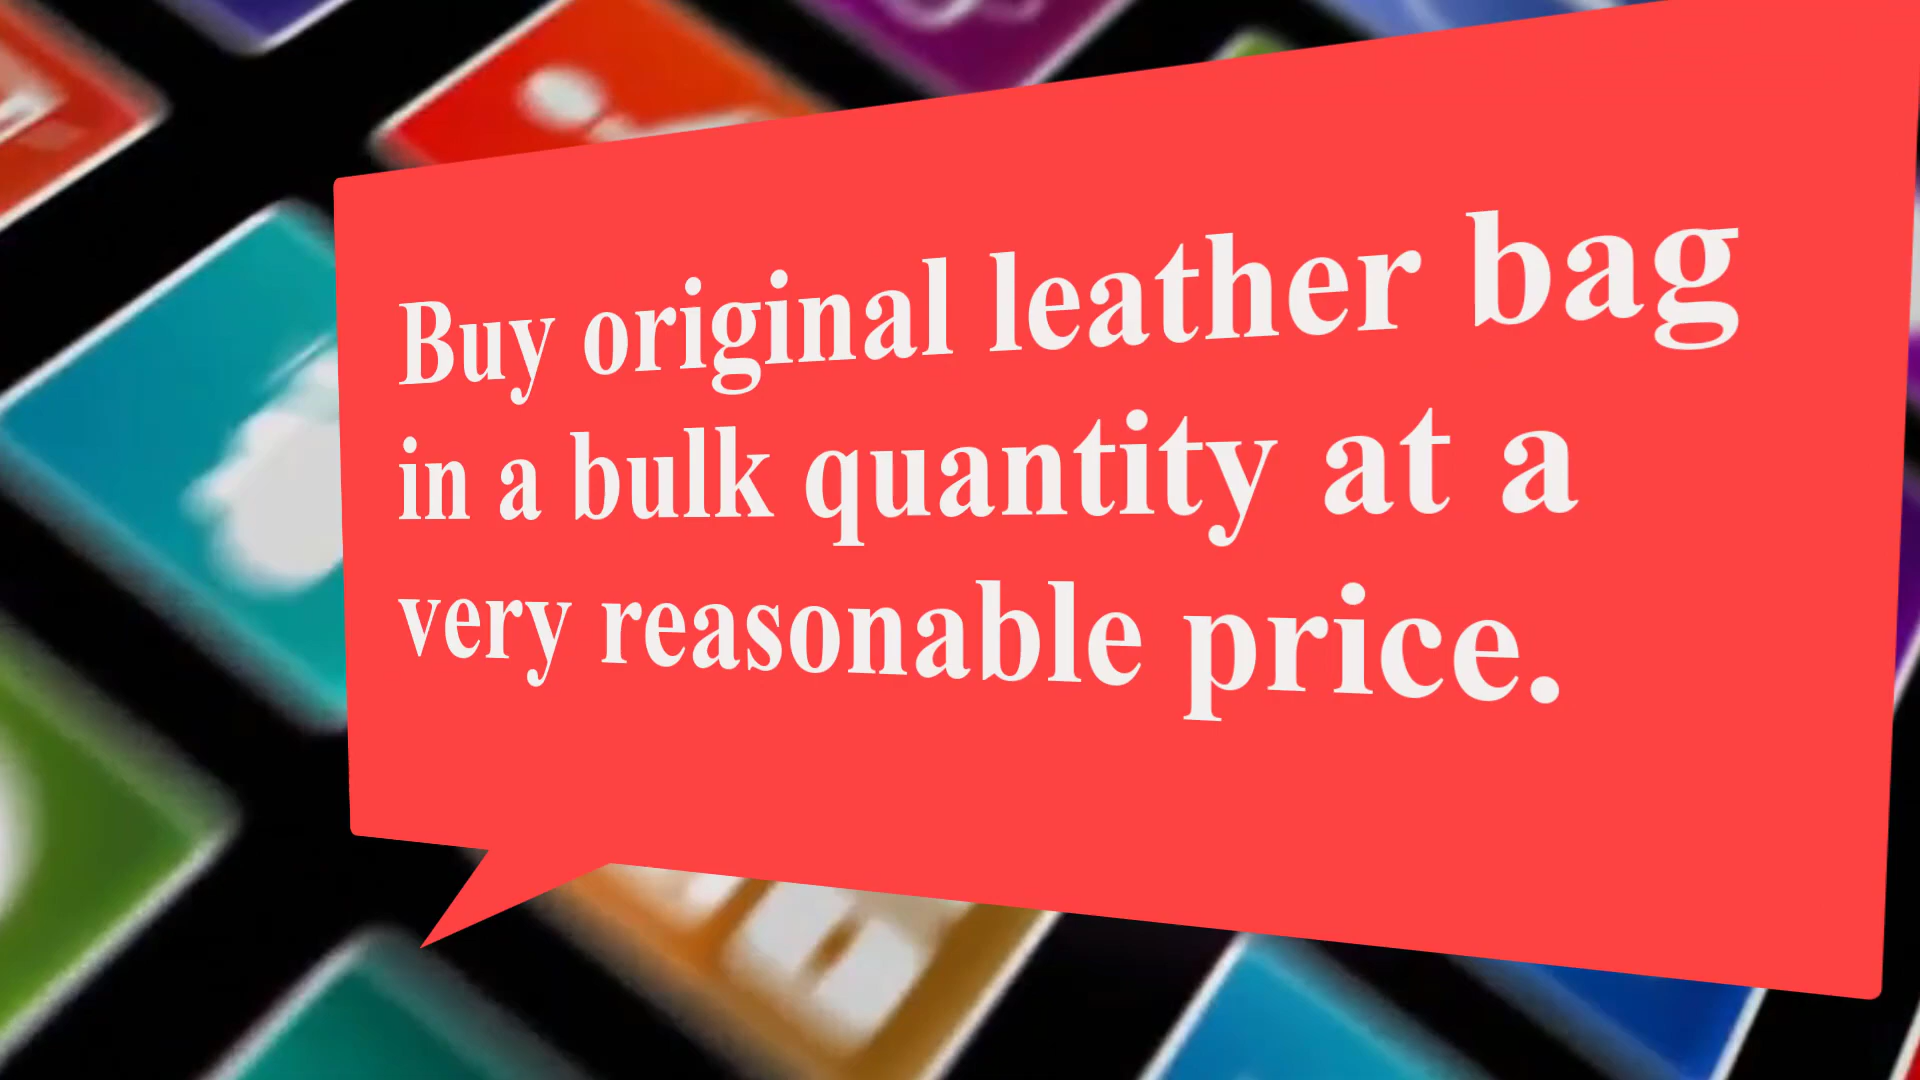 Buy original leather bag
in a bulk quantity at a
very reasonable price.